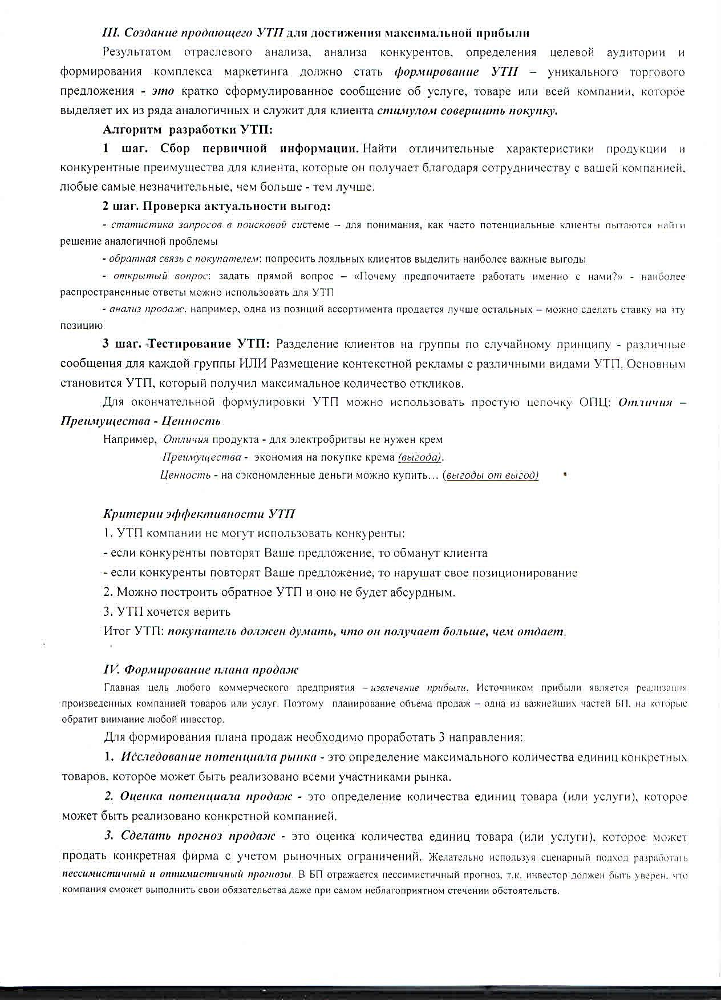 III. Создание продающего УТП для достижения максимальной прибыли
Результатом отраслевого анализа, анализа конкурентов, определения целевой аудитории и
формирования комплекса маркетинга должно стать формирование УТП – уникального торгового
предложения - это кратко сформулированное сообщение об услуге, товаре или всей компании, которое
выделяет их из ряда аналогичных и служит для клиента стимулом совершить покупку.
Алгоритм разработки УТП:
1 шаг. Сбор первичной информации. Найти отличительные характеристики продукции и
конкурентные преимущества для клиента, которые он получает благодаря сотрудничеству с вашей компанией,
любые самые незначительные, чем больше - тем лучше.
2 шаг. Проверка актуальности выгод:
- статистика запросов в поисковой системе – для понимания, как часто потенциальные клиенты пытаются найти
решение аналогичной проблемы
- обратная связь с покупателем: попросить лояльных клиентов выделить наиболее важные выгоды
- открытый вопрос: задать прямой вопрос – «Почему предпочитаете работать именно с нами?» - наиболее
распространенные ответы можно использовать для УТП
- анализ продаж, например, одна из позиций ассортимента продается лучше остальных – можно сделать ставку на эту
позицию
3 шаг. Тестирование УТП: Разделение клиентов на группы по случайному принципу - различные
сообщения для каждой группы ИЛИ Размещение контекстной рекламы с различными видами УТП. Основным
становится УТП, который получил максимальное количество откликов.
Для окончательной формулировки УТП можно использовать простую цепочку ОПЦ: Отличия –
Преимущества - Ценность
Например, Отличия продукта - для электробритвы не нужен крем
Преимущества - экономия на покупке крема (выгода).
Ценность - на сэкономленные деньги можно купить... (выгоды от выгод)
Критерии эффективности УТП
1. УТП компании не могут использовать конкуренты:
- если конкуренты повторят Ваше предложение, то обманут клиента
- если конкуренты повторят Ваше предложение, то нарушат свое позиционирование
2. Можно построить обратное УТП и оно не будет абсурдным.
3. УТП хочется верить
Итог УТП: покупатель должен думать, что он получает больше, чем отдает.
IV. Формирование плана продаж
Главная цель любого коммерческого предприятия – извлечение прибыли. Источником прибыли является реализация
произведенных компанией товаров или услуг. Поэтому планирование объема продаж – одна из важнейших частей БП, на которые
обратит внимание любой инвестор.
Для формирования плана продаж необходимо проработать 3 направления:
1. Исследование потенциала рынка - это определение максимального количества единиц конкретных
товаров, которое может быть реализовано всеми участниками рынка.
2. Оценка потенциала продаж - это определение количества единиц товара (или услуги), которое
может быть реализовано конкретной компанией.
3. Сделать прогноз продаж - это оценка количества единиц товара (или услуги), которое может
продать конкретная фирма с учетом рыночных ограничений. Желательно используя сценарный подход разработать
пессимистичный и оптимистичный прогнозы. В БП отражается пессимистичный прогноз, т.к. инвестор должен быть уверен, что
компания сможет выполнить свои обязательства даже при самом неблагоприятном стечении обстоятельств.